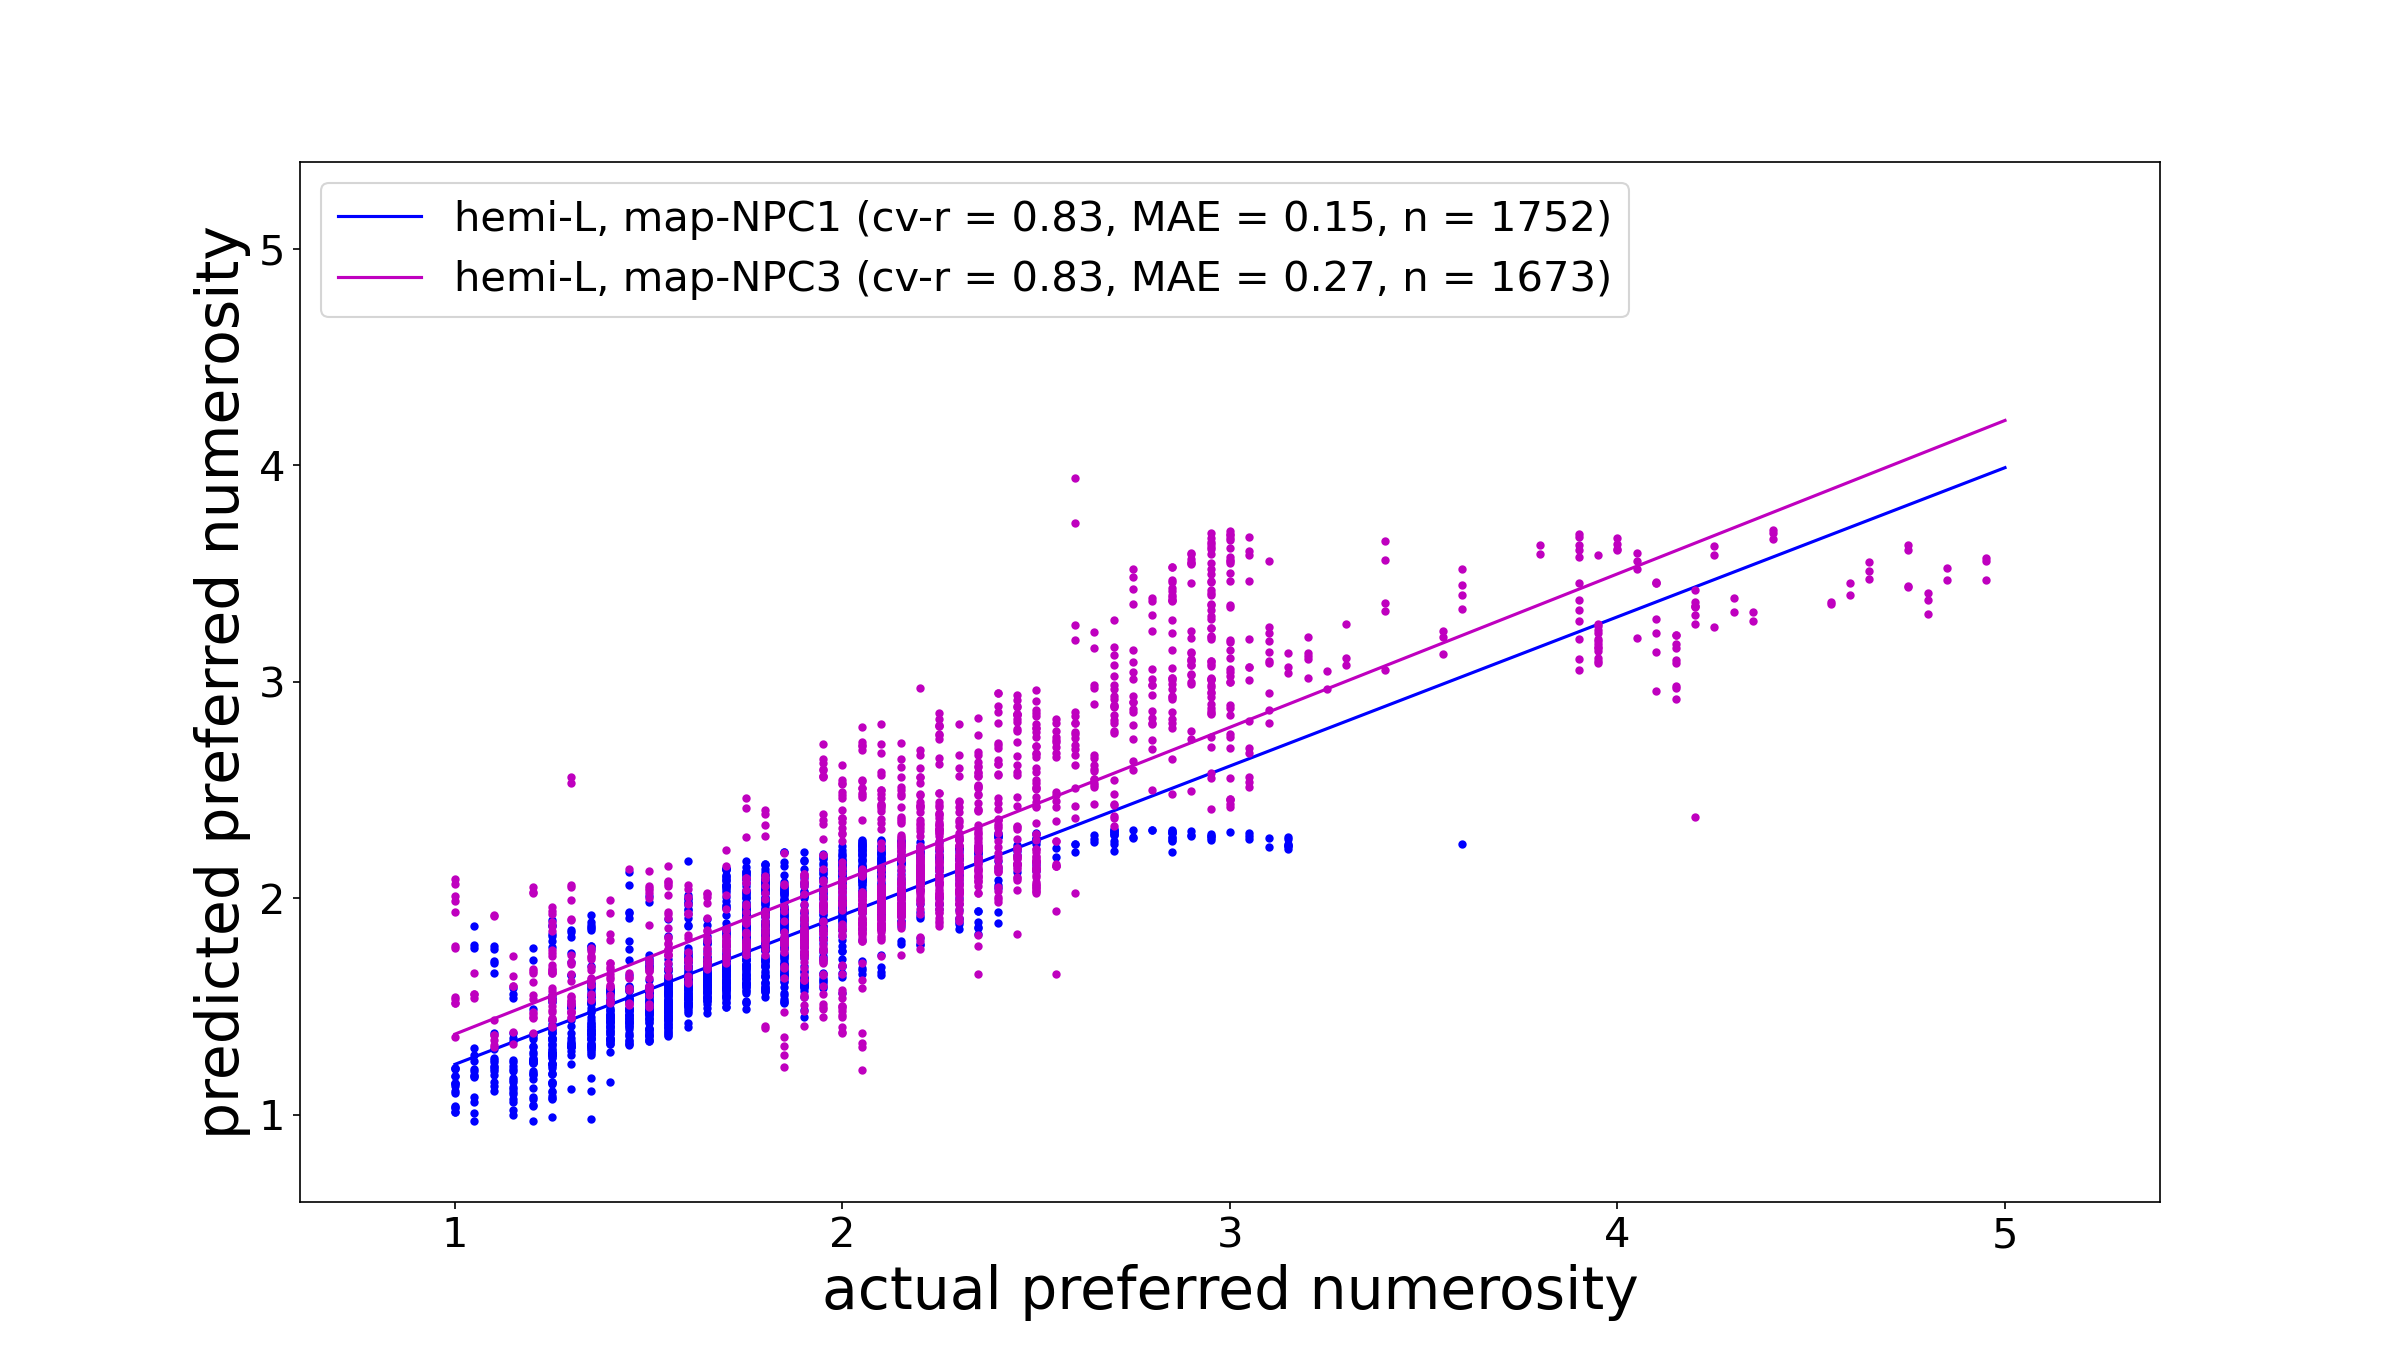 hemi-L, map-NPC1 (cv-r = 0.83, MAE = 0.15, n = 1752)
hemi-L, map-NPC3 (cv-r = 0.83, MAE = 0.27, n = 1673)
predicted preferred numerosity
5
4
3
2
1
1 2 3 4 5
actual preferred numerosity